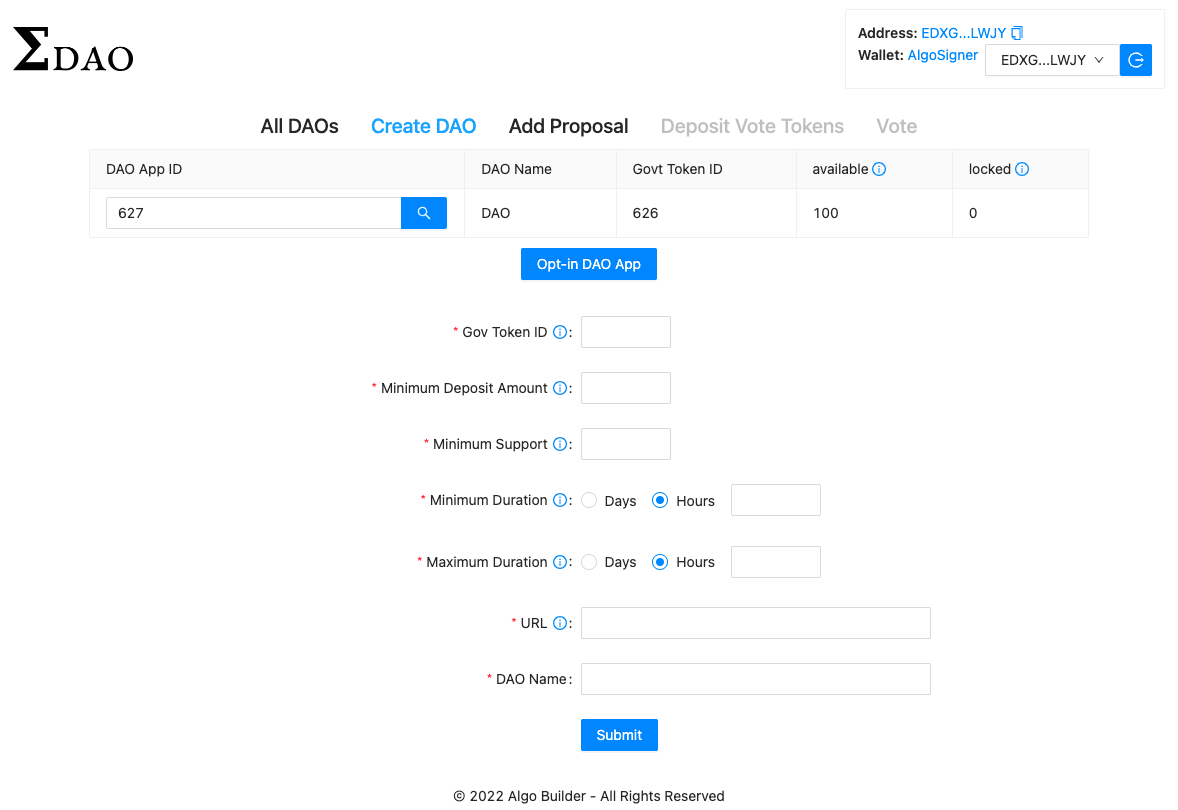 ΣDAO
Address: EDXG...LWJY
Wallet: AlgoSigner EDXG...LWJY
All DAOs Create DAO Add Proposal Deposit Vote Tokens Vote
DAO App ID DAO Name Govt Token ID available locked
627 DAO 626 100 0
Opt-in DAO App
* Gov Token ID :
* Minimum Deposit Amount :
* Minimum Support :
* Minimum Duration : Days Hours
* Maximum Duration : Days Hours
* URL :
* DAO Name :
Submit
© 2022 Algo Builder - All Rights Reserved